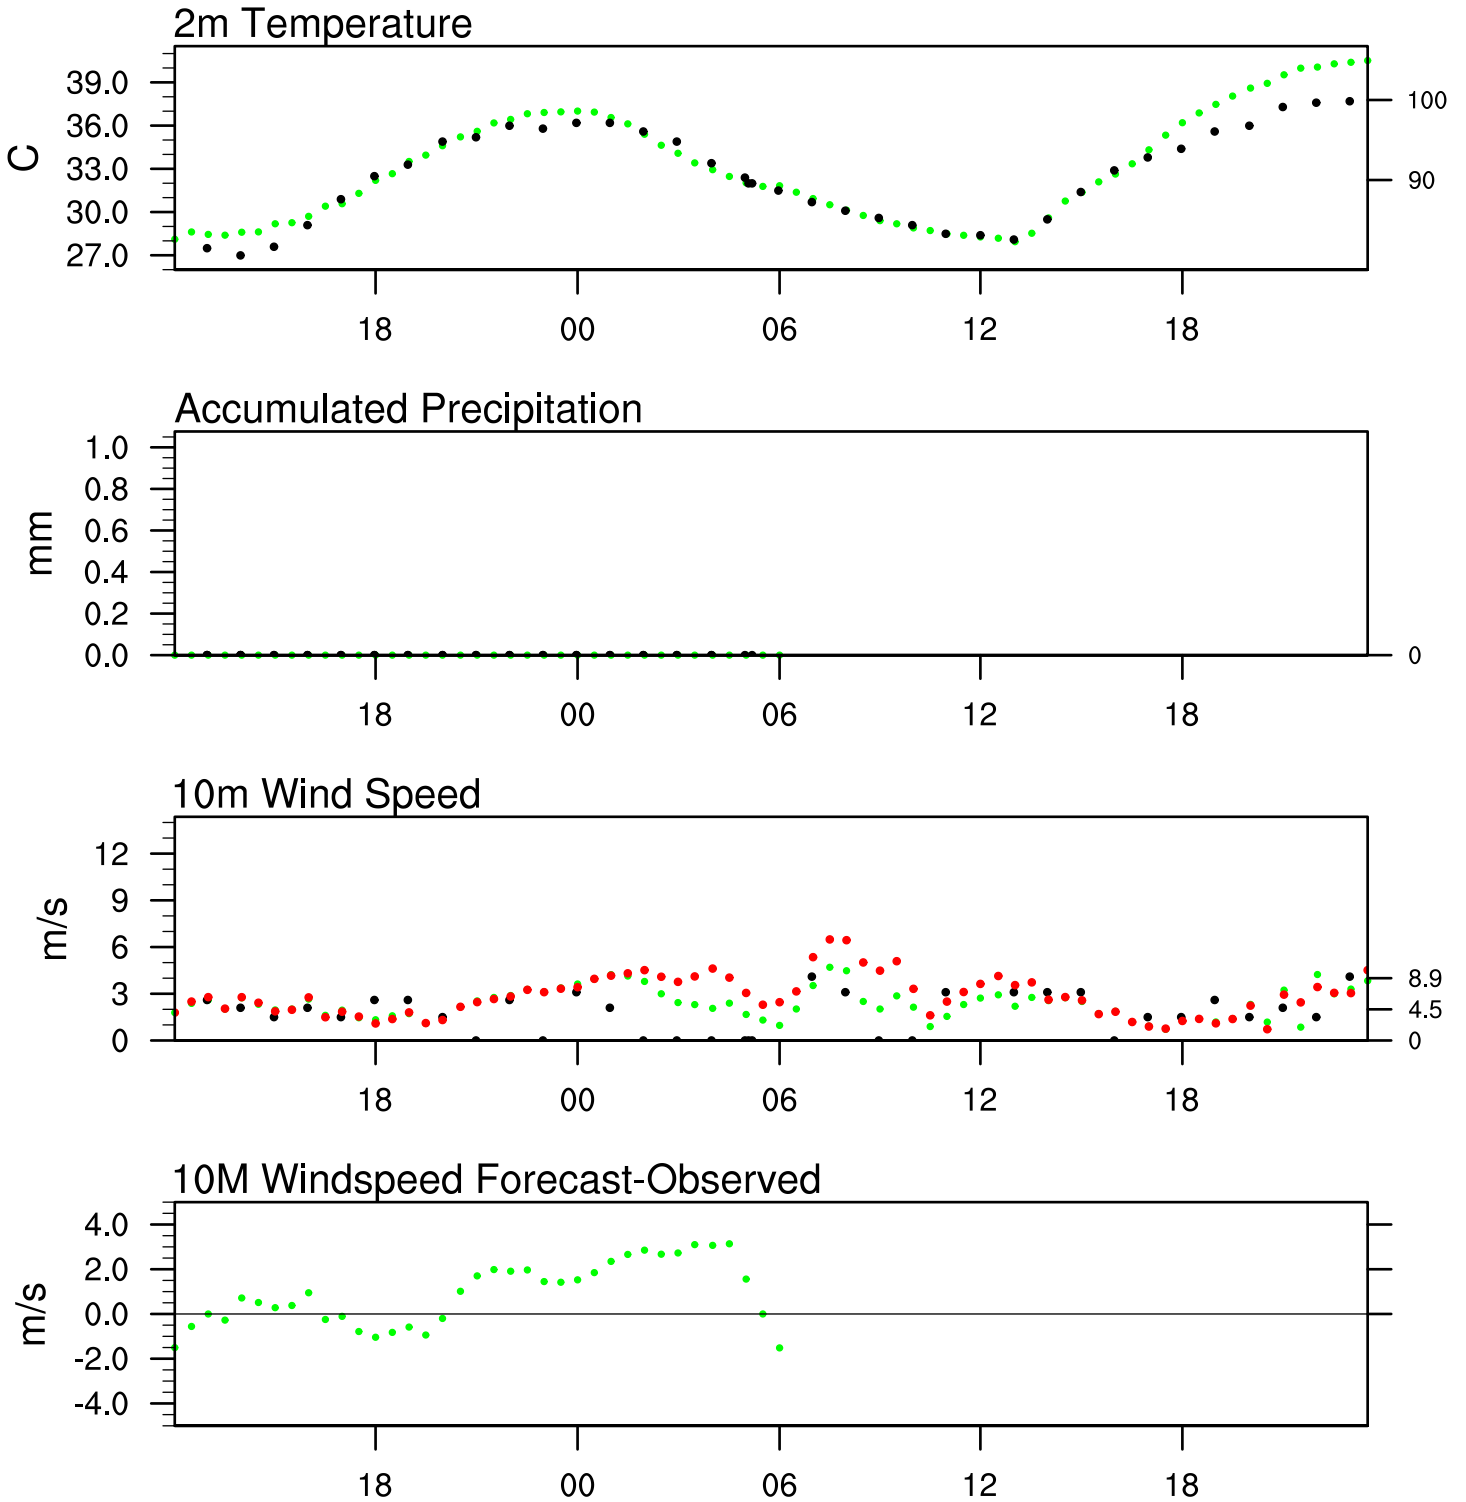 2m Temperature
C
39.0
36.0
33.0
30.0
27.0
100
90
18 00 06 12 18
Accumulated Precipitation
mm
1.0
0.8
0.6
0.4
0.2
0.0
0
18 00 06 12 18
10m Wind Speed
m/s
12
9
6
3
0
8.9
4.5
0
18 00 06 12 18
10M Windspeed Forecast-Observed
m/s
4.0
2.0
0.0
-2.0
-4.0
18 00 06 12 18